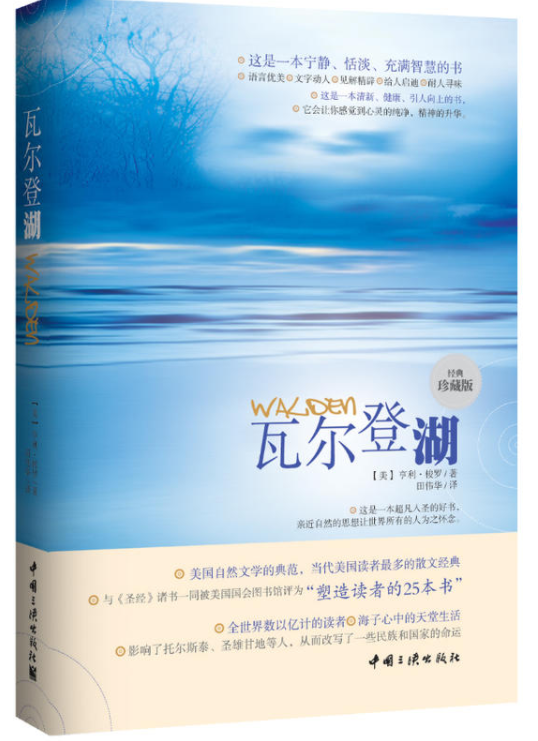 这是一本宁静、恬淡、充满智慧的书
语言优美 文字动人 见解精辟 给人启迪 耐人寻味
这是一本清新、健康、引人向上的书，
它会让你感觉到心灵的纯净，精神的升华。
经典
珍藏版
WALDEN
瓦尔登湖
【美】亨利·梭罗/著
田伟华/译
这是一本超凡人圣的好书，
亲近自然的思想让世界所有的人为之怀念。
美国自然文学的典范，当代美国读者最多的散文经典
与《圣经》诸书一同被美国国会图书馆评为“塑造读者的25本书”
全世界数以亿计的读者 海子心中的天堂生活
影响了托尔斯泰、圣雄甘地等人，从而改写了一些民族和国家的命运
中国三峡出版社
瓦尔登湖
WALDEN
【美】亨利·梭罗 著
田伟华 译
中国三峡出版社